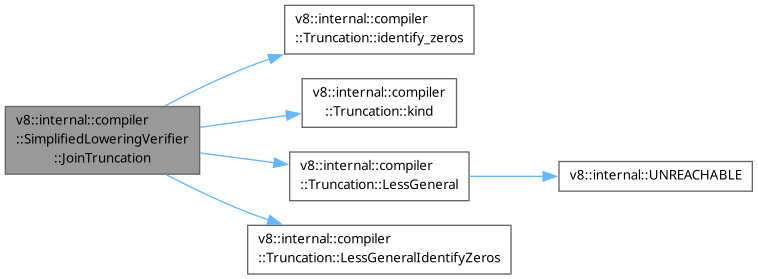 v8::internal::compiler
::SimplifiedLoweringVerifier
::JoinTruncation
v8::internal::compiler
::Truncation::identify_zeros
v8::internal::compiler
::Truncation::kind
v8::internal::compiler
::Truncation::LessGeneral
v8::internal::UNREACHABLE
v8::internal::compiler
::Truncation::LessGeneralIdentifyZeros